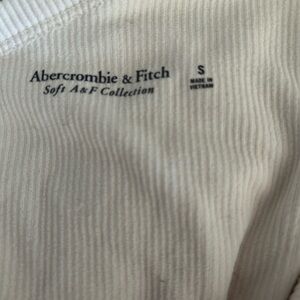 Abercrombie & Fitch
Soft A&F Collection
S
MADE IN
VIETNAM